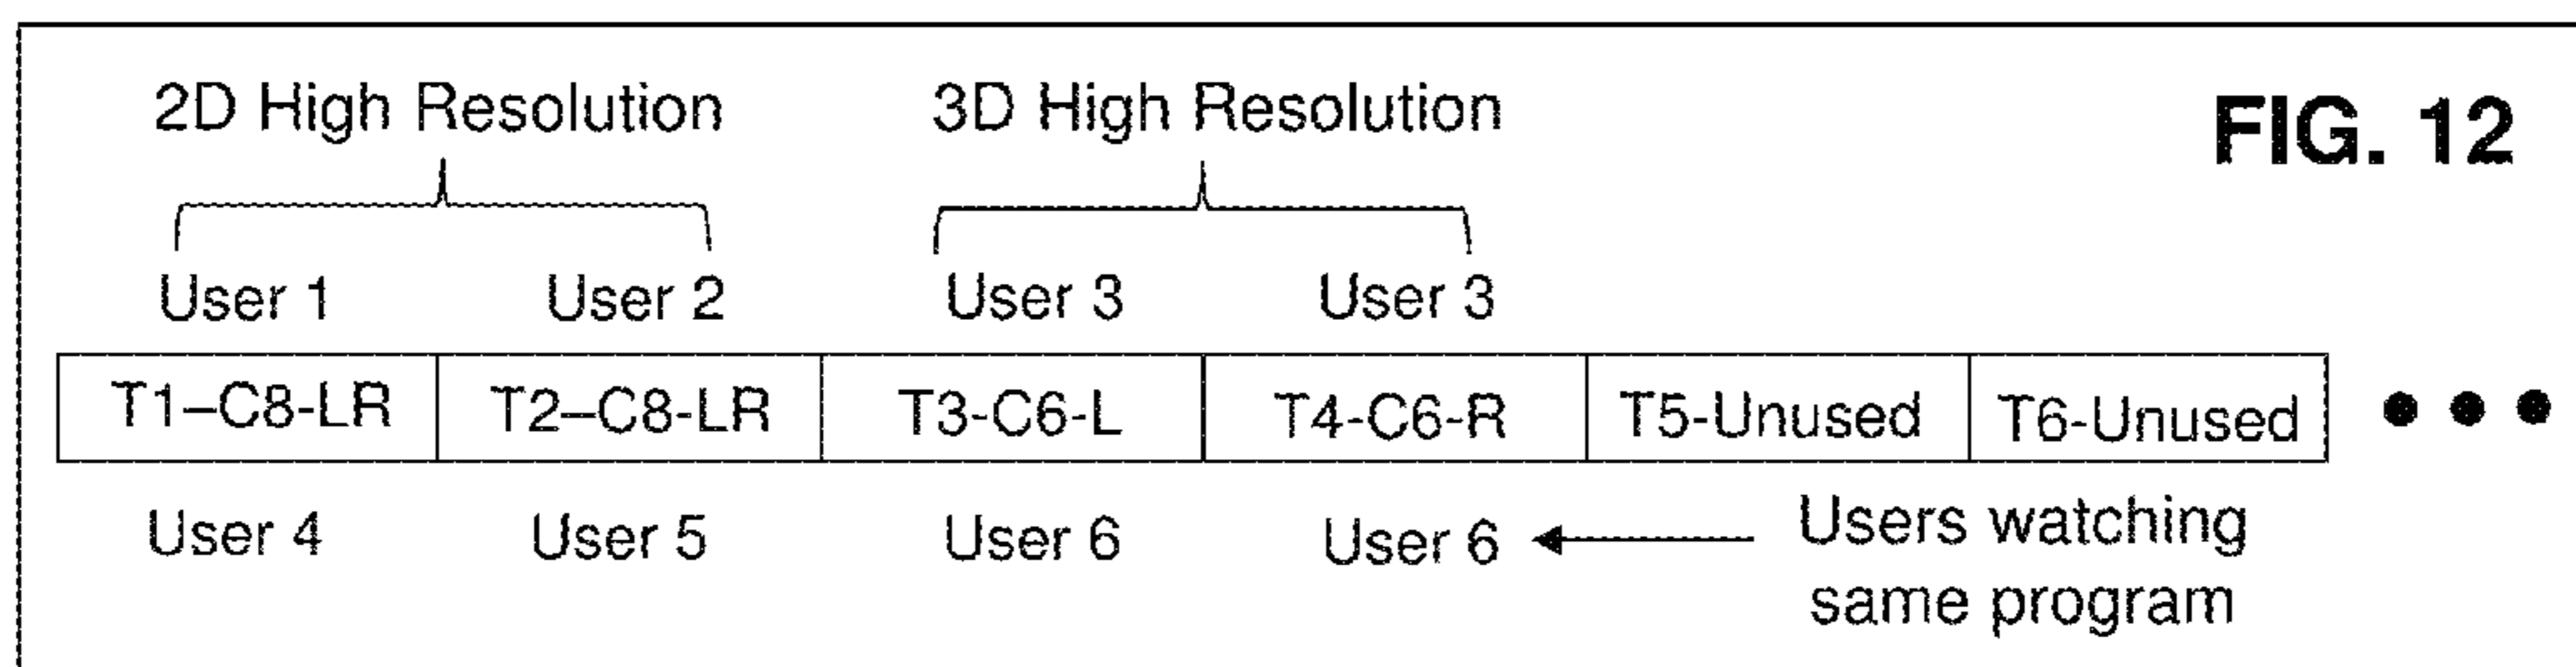 2D High Resolution
3D High Resolution
FIG. 12
User 1
User 2
User 3
User 3
T1–C8-LR
T2–C8-LR
T3-C6-L
T4-C6-R
T5-Unused
T6-Unused
User 4
User 5
User 6
User 6
Users watching
same program